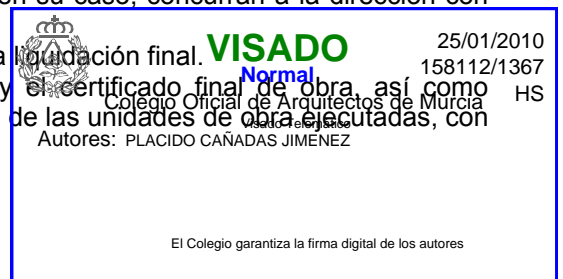 en su caso, concurran a la dirección con
a liquidación final.
y el certificado final de obra, así como
de las unidades de obra ejecutadas, con
VISADO
Normal
25/01/2010
158112/1367
HS
Colegio Oficial de Arquitectos de Murcia
Visado Telemático
Autores: PLACIDO CAÑADAS JIMENEZ
El Colegio garantiza la firma digital de los autores